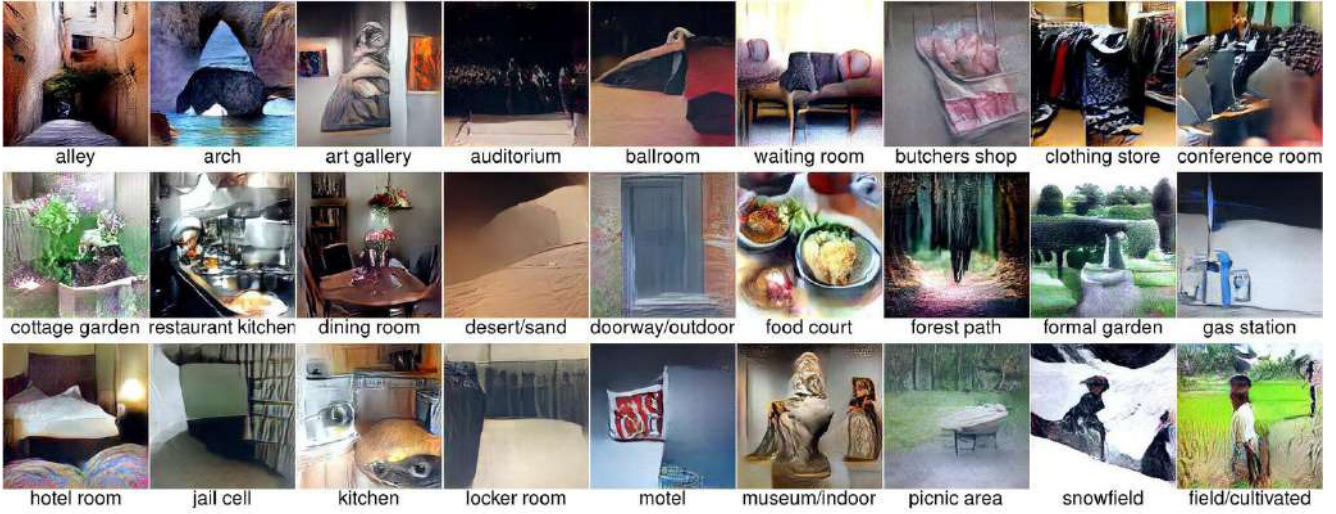 alley arch art gallery auditorium ballroom waiting room butchers shop clothing store conference room
cottage garden restaurant kitchen dining room desert/sand doorway/outdoor food court forest path formal garden gas station
hotel room jail cell kitchen locker room motel museum/indoor picnic area snowfield field/cultivated